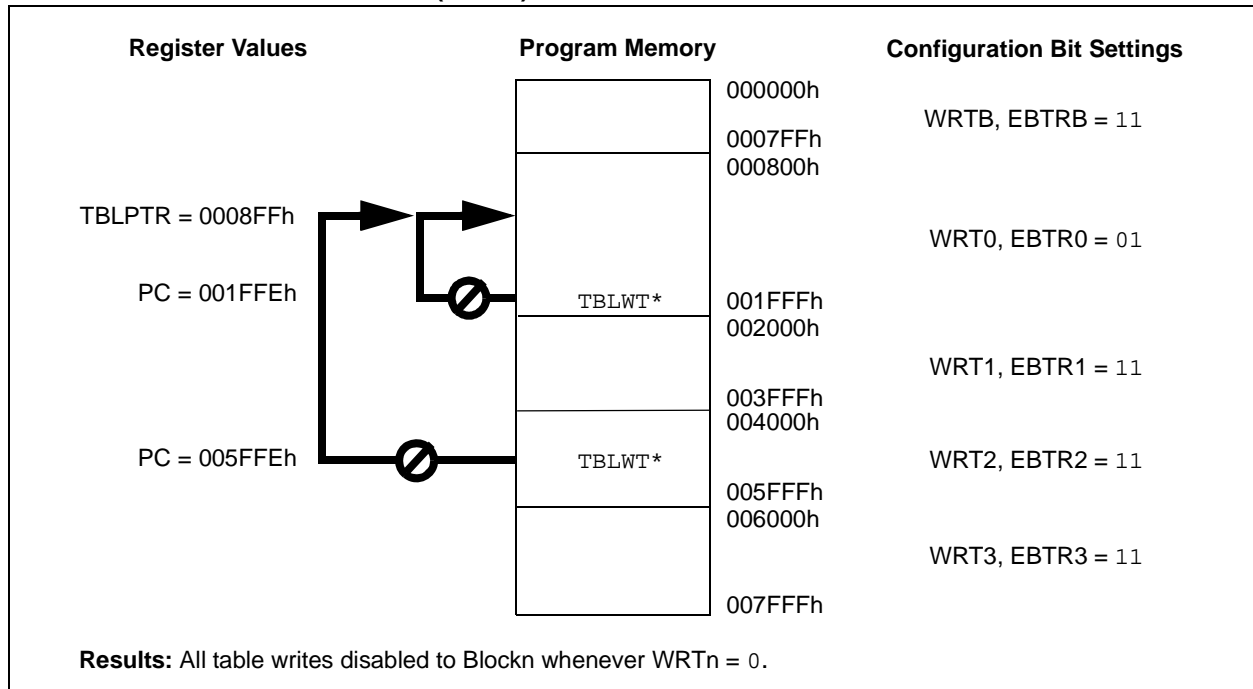 Register Values Program Memory Configuration Bit Settings
000000h
WRTB, EBTRB = 11
0007FFh
000800h
TBLPTR = 0008FFh
WRT0, EBTR0 = 01
PC = 001FFEh
TBLWT* 001FFFh
002000h
WRT1, EBTR1 = 11
003FFFh
004000h
PC = 005FFEh TBLWT* WRT2, EBTR2 = 11
005FFFh
006000h
WRT3, EBTR3 = 11
007FFFh
Results: All table writes disabled to Blockn whenever WRTn = 0.